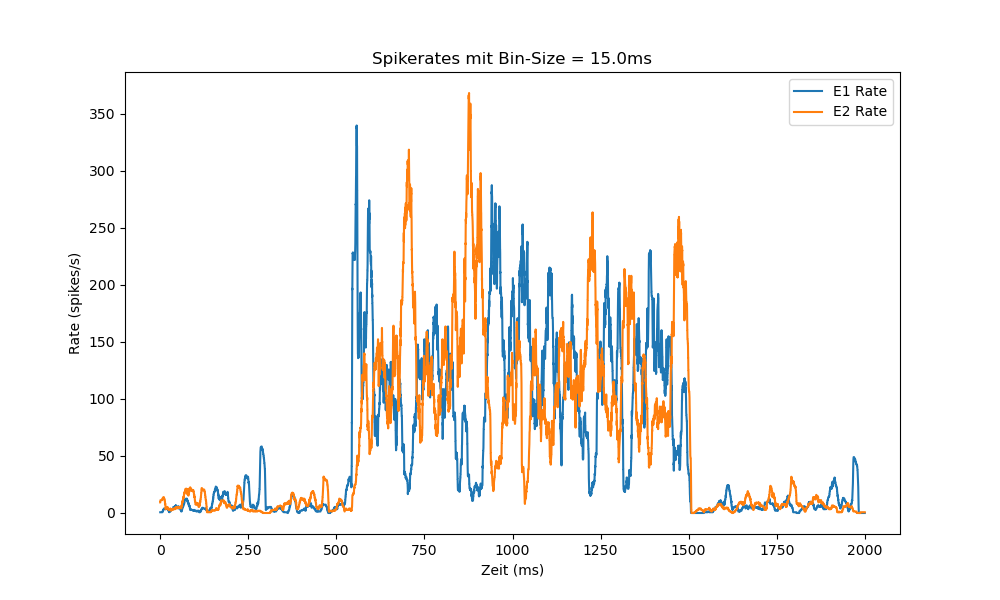 Spikerates mit Bin-Size = 15.0ms
E1 Rate
E2 Rate
Rate (spikes/s)
350
300
250
200
150
100
50
0
0 250 500 750 1000 1250 1500 1750 2000
Zeit (ms)